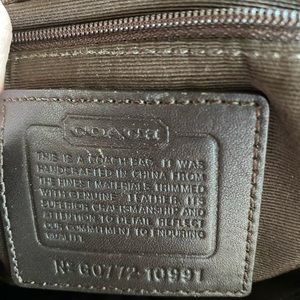 COACH
THIS IS A COACH BAG. IT WAS
HANDCRAFTED IN CHINA FROM
THE FINEST MATERIALS TRIMMED
WITH GENUINE LEATHER. ITS
SUPERIOR CRAFTSMANSHIP AND
ATTENTION TO DETAIL REFLECT
OUR COMMITMENT TO ENDURING
QUALITY.
No G0772-10991